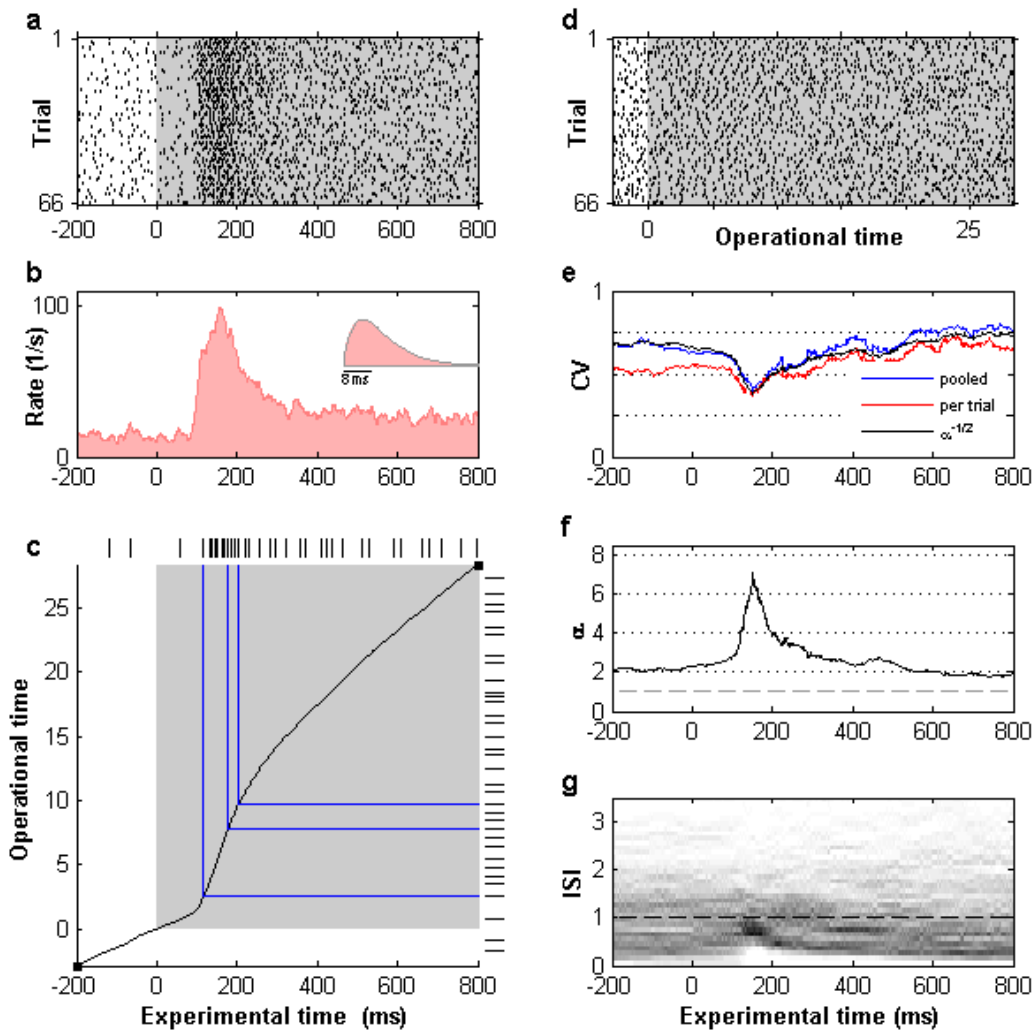 a
Trial
1
66
-200 0 200 400 600 800
b
Rate (1/s)
100
0
8 ms
-200 0 200 400 600 800
c
Operational time
25
20
15
10
5
0
-200 0 200 400 600 800
Experimental time (ms)
d
Trial
1
66
0 25
Operational time
e
CV
1
0
pooled
per trial
α-1/2
-200 0 200 400 600 800
f
α
8
6
4
2
0
-200 0 200 400 600 800
g
ISI
3
2
1
0
-200 0 200 400 600 800
Experimental time (ms)